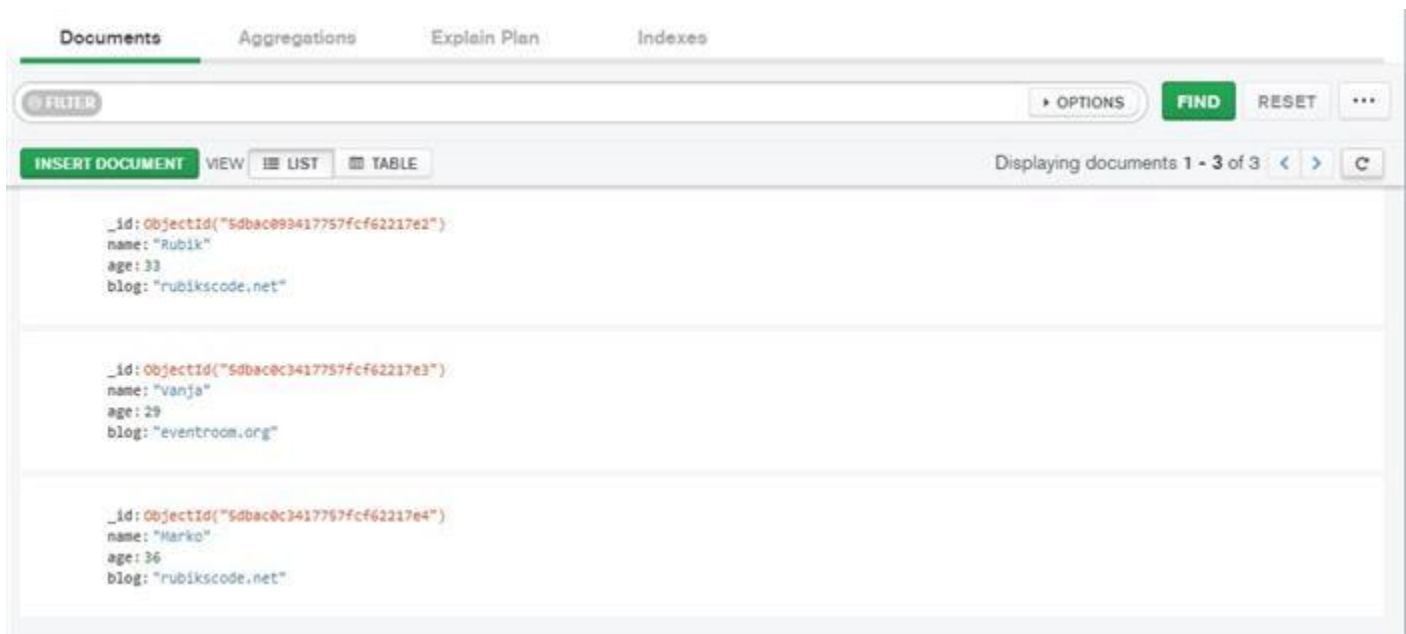 Documents Aggregations Explain Plan Indexes
FILTER OPTIONS FIND RESET ...
INSERT DOCUMENT VIEW LIST TABLE Displaying documents 1 - 3 of 3 < >
_id:ObjectId("5dbac093417757fcf62217e2")
name:"Rubik"
age:33
blog:"rubikscode.net"
_id:ObjectId("5dbac0c3417757fcf62217e3")
name:"Vanja"
age:29
blog:"eventroom.org"
_id:ObjectId("5dbac0c3417757fcf62217e4")
name:"Marko"
age:36
blog:"rubikscode.net"